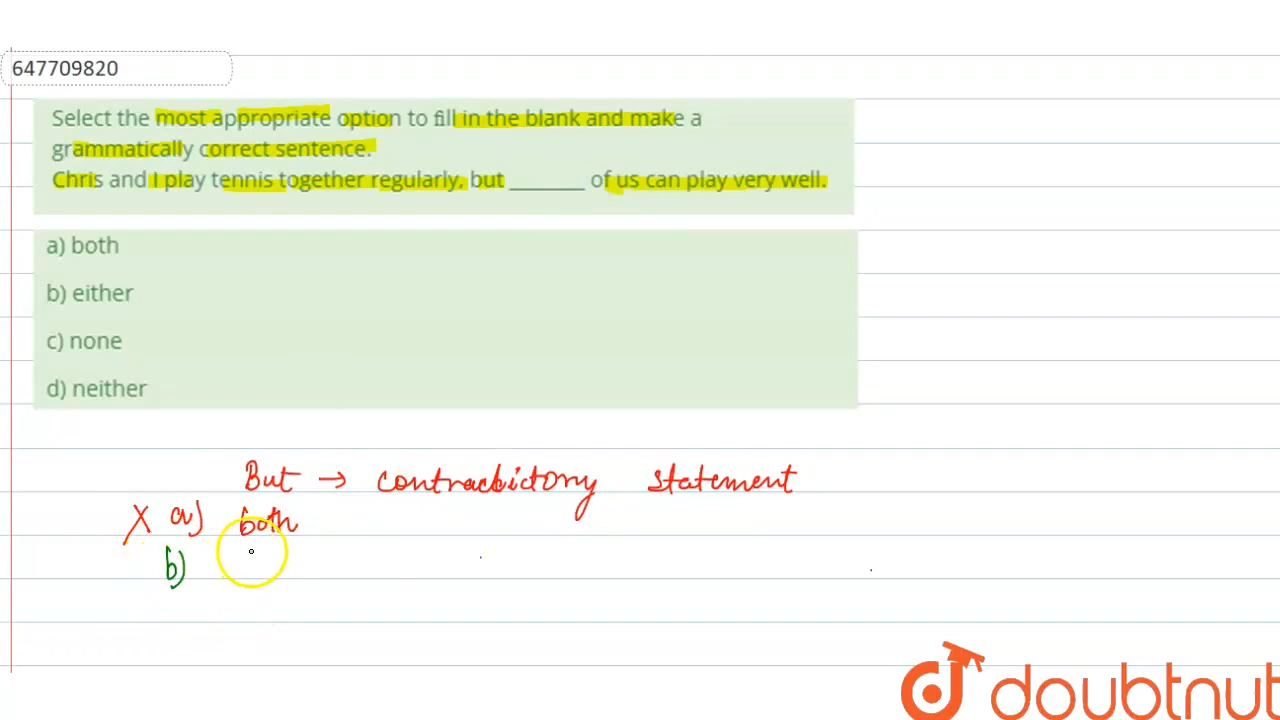 647709820
Select the most appropriate option to fill in the blank and make a
grammatically correct sentence.
Chris and I play tennis together regularly, but ________ of us can play very well.
a) both
b) either
c) none
d) neither
But → contradictory statement
X a) both
b)
doubtnut